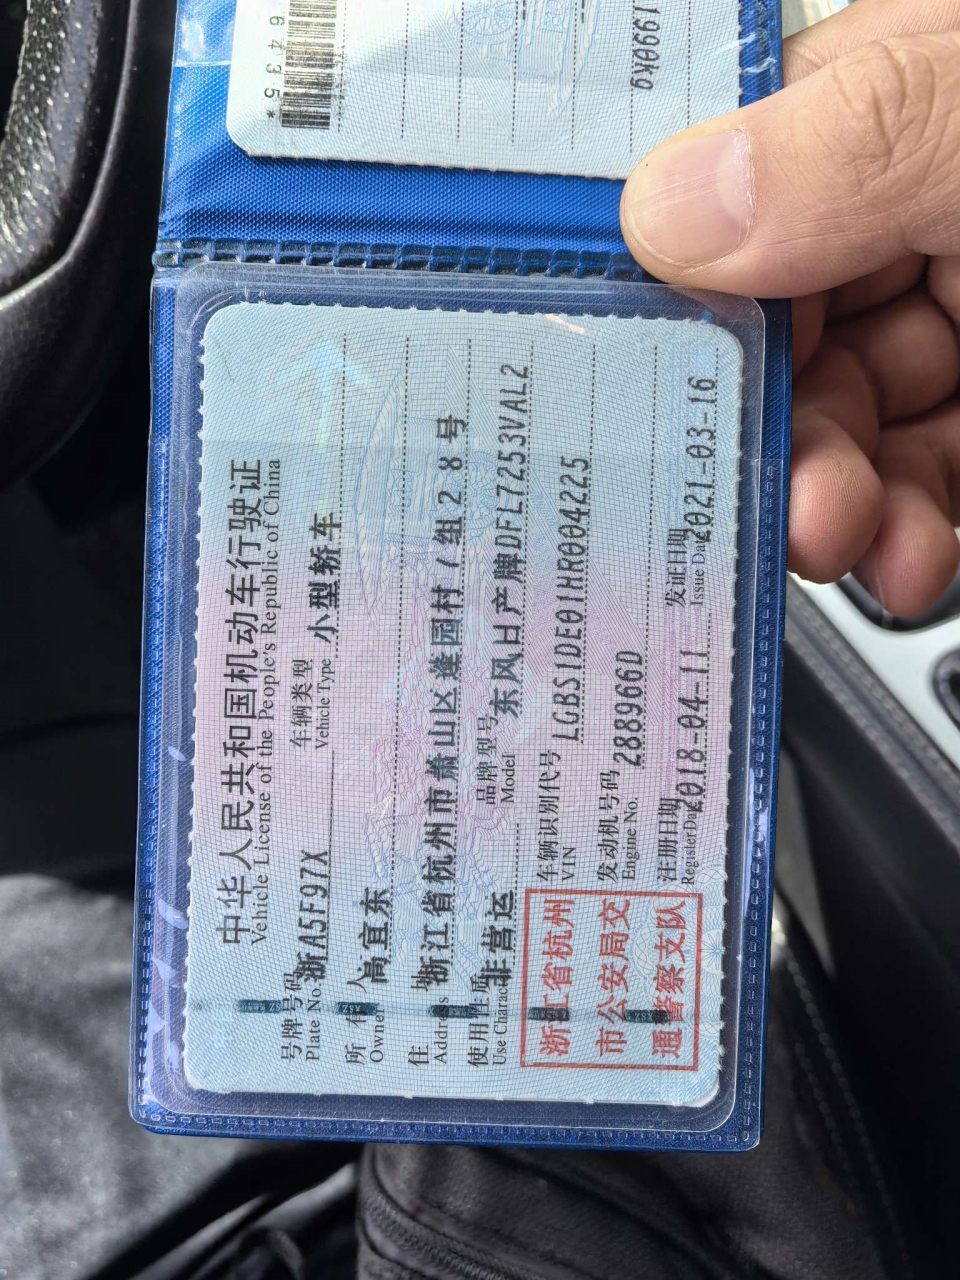 1990kg
6435*
中华人民共和国机动车行驶证
Vehicle License of the People's Republic of China
号牌号码 浙A5F97X 车辆类型 小型轿车
Plate No. Vehicle Type
所有人 高宜东
Owner
住址 浙江省杭州市萧山区 园村7组28号
Address
使用性质 非营运 品牌型号 东风日产牌DFL7253VAL2
Use Character Model
浙江省杭州
市公安局交
通警察支队
车辆识别代号 LGBS1DE01HR004225
VIN
发动机号码 288966D
Engine No.
注册日期 2018-04-11 发证日期 2021-03-16
Register Da Issue Da